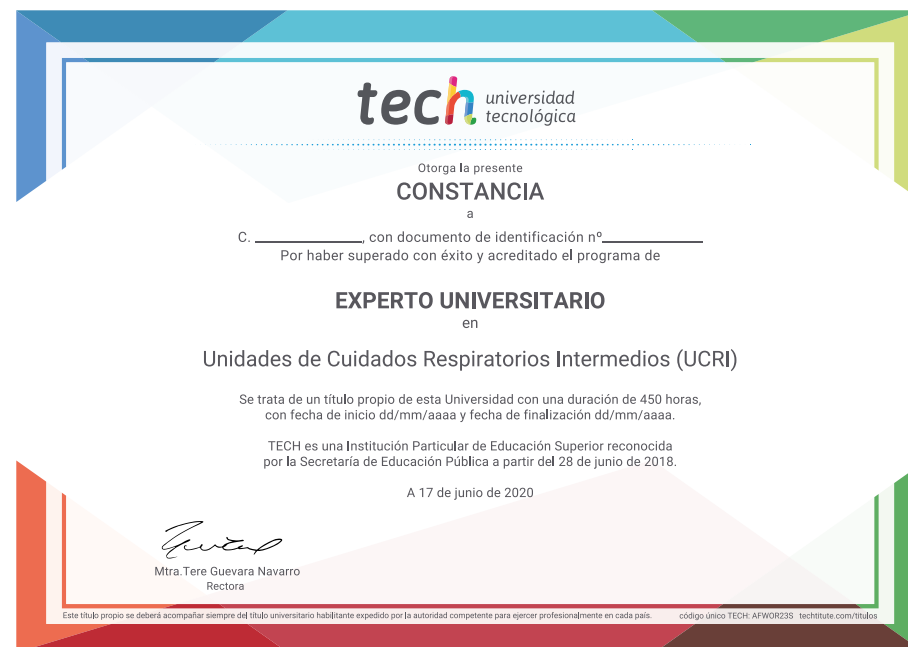 tech universidad
tecnológica
Otorga la presente
CONSTANCIA
a
C. ____________, con documento de identificación nº____________
Por haber superado con éxito y acreditado el programa de
EXPERTO UNIVERSITARIO
en
Unidades de Cuidados Respiratorios Intermedios (UCRI)
Se trata de un título propio de esta Universidad con una duración de 450 horas,
con fecha de inicio dd/mm/aaaa y fecha de finalización dd/mm/aaaa.
TECH es una Institución Particular de Educación Superior reconocida
por la Secretaría de Educación Pública a partir del 28 de junio de 2018.
A 17 de junio de 2020
Mtra.Tere Guevara Navarro
Rectora
Este título propio se deberá acompañar siempre del título universitario habilitante expedido por la autoridad competente para ejercer profesionalmente en cada país. código único TECH: AFWOR23S techtitute.com/titulos